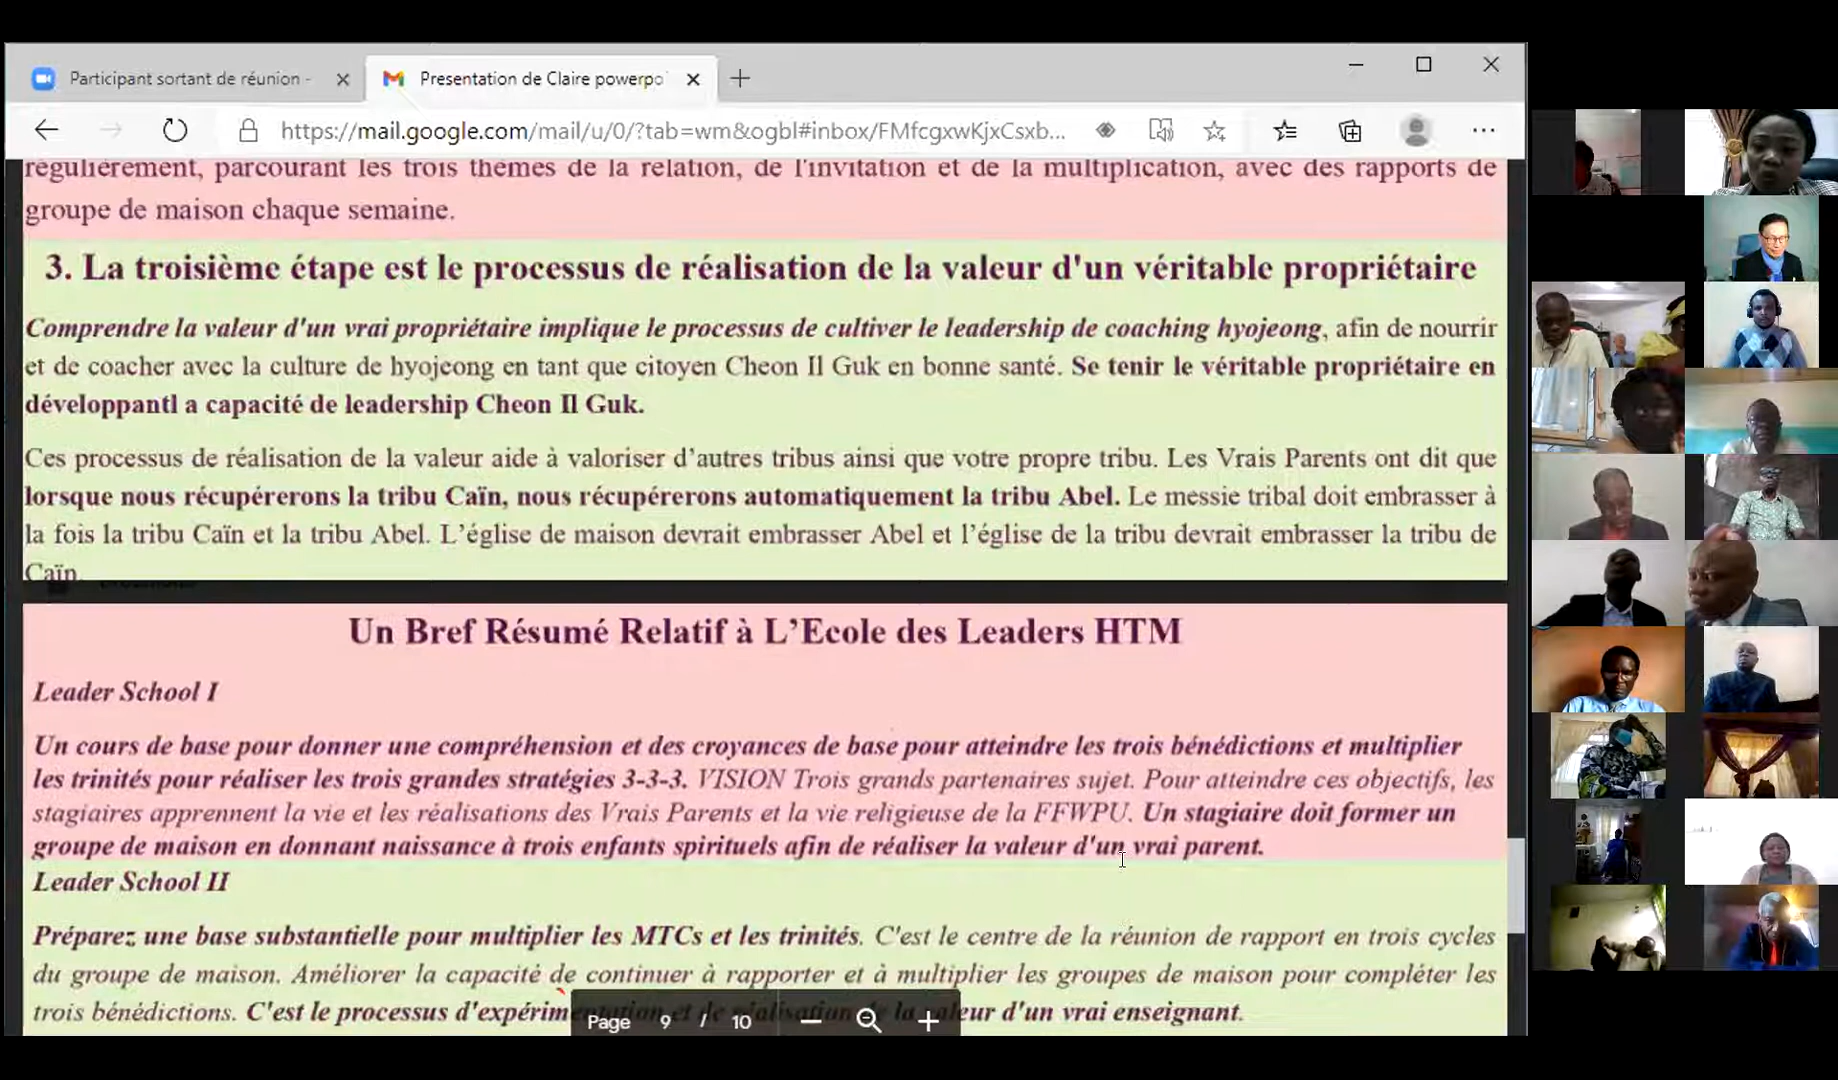 Participant sortant de réunion -
Presentation de Claire powerpo
https://mail.google.com/mail/u/0/?tab=wm&ogbl#inbox/FMfcgxwKjxCsxb...
régulièrement, parcourant les trois thèmes de la relation, de l'invitation et de la multiplication, avec des rapports de
groupe de maison chaque semaine.
3. La troisième étape est le processus de réalisation de la valeur d'un véritable propriétaire
Comprendre la valeur d'un vrai propriétaire implique le processus de cultiver le leadership de coaching hyojeong, afin de nourrir
et de coacher avec la culture de hyojeong en tant que citoyen Cheon Il Guk en bonne santé. Se tenir le véritable propriétaire en
développantl a capacité de leadership Cheon Il Guk.
Ces processus de réalisation de la valeur aide à valoriser d’autres tribus ainsi que votre propre tribu. Les Vrais Parents ont dit que
lorsque nous récupérerons la tribu Caïn, nous récupérerons automatiquement la tribu Abel. Le messie tribal doit embrasser à
la fois la tribu Caïn et la tribu Abel. L’église de maison devrait embrasser Abel et l’église de la tribu devrait embrasser la tribu de
Caïn.
Un Bref Résumé Relatif à L’Ecole des Leaders HTM
Leader School I
Un cours de base pour donner une compréhension et des croyances de base pour atteindre les trois bénédictions et multiplier
les trinités pour réaliser les trois grandes stratégies 3-3-3. VISION Trois grands partenaires sujet. Pour atteindre ces objectifs, les
stagiaires apprennent la vie et les réalisations des Vrais Parents et la vie religieuse de la FFWPU. Un stagiaire doit former un
groupe de maison en donnant naissance à trois enfants spirituels afin de réaliser la valeur d'un vrai parent.
Leader School II
Préparez une base substantielle pour multiplier les MTCs et les trinités. C'est le centre de la réunion de rapport en trois cycles
du groupe de maison. Améliorer la capacité de continuer à rapporter et à multiplier les groupes de maison pour compléter les
trois bénédictions. C'est le processus d'expérimentation et de réalisation de la valeur d'un vrai enseignant.
Page 9 / 10